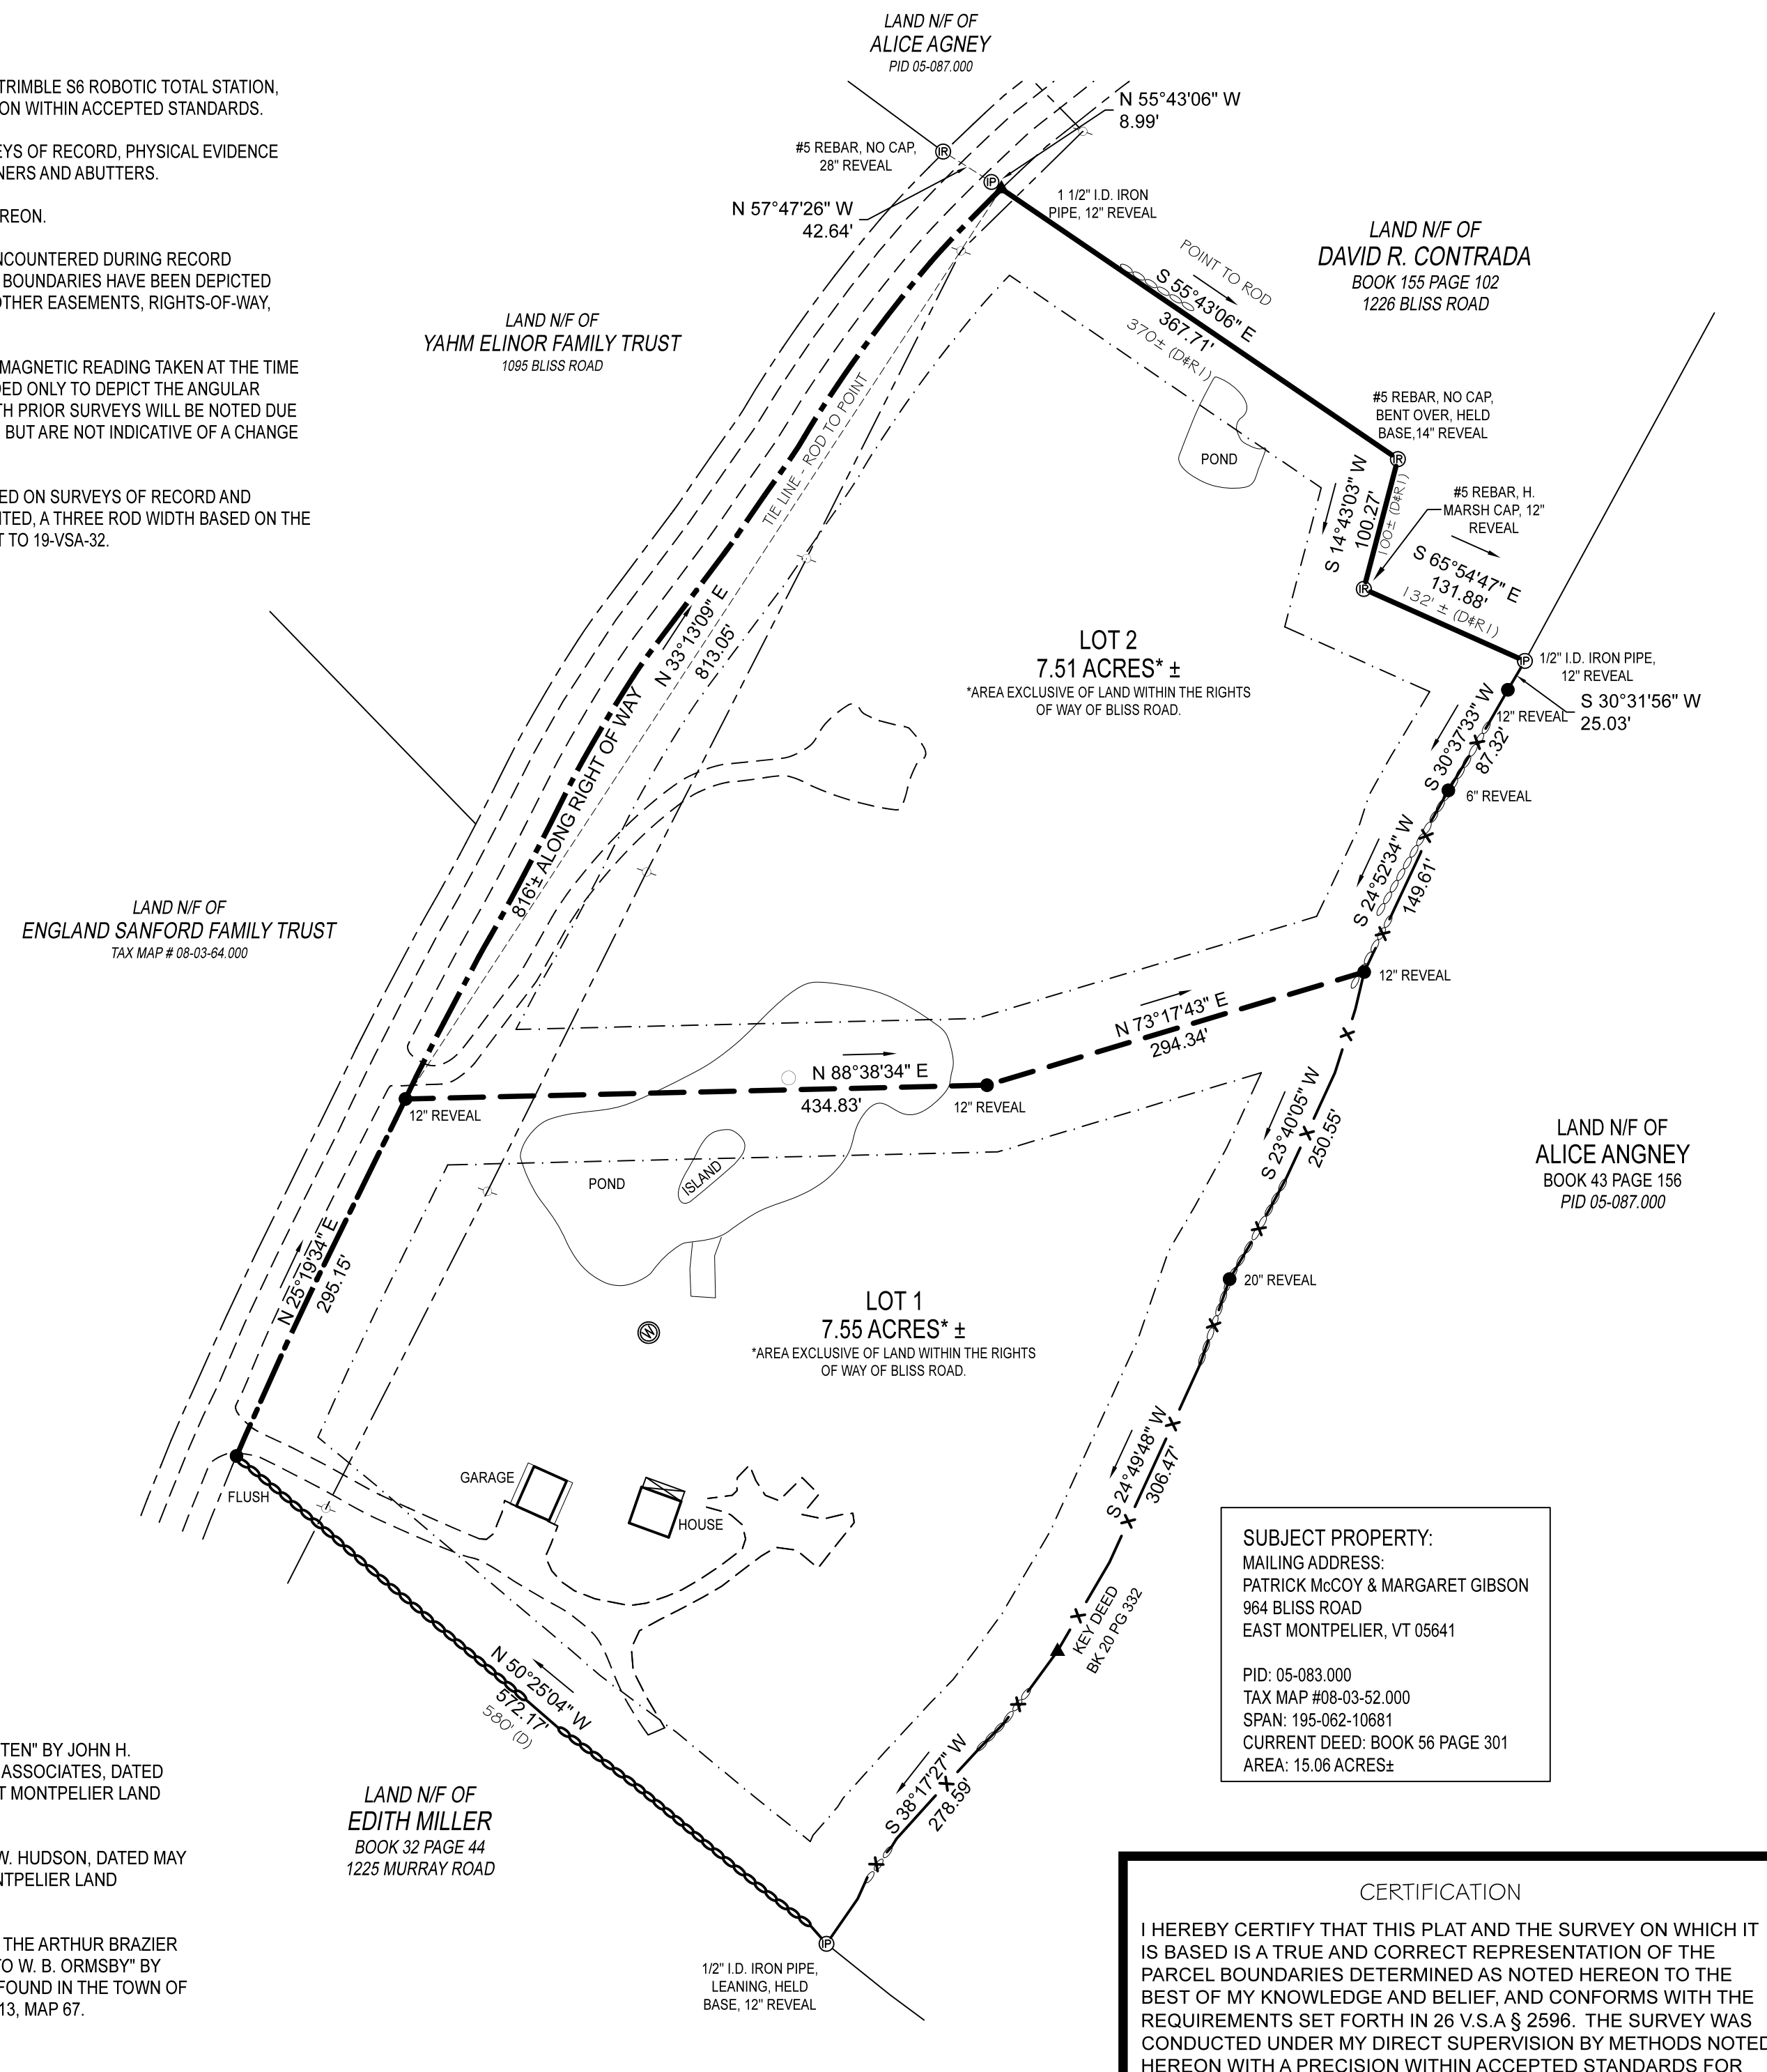 LAND N/F OF
ALICE AGNEY
PID 05-087.000
TRIMBLE S6 ROBOTIC TOTAL STATION,
ON WITHIN ACCEPTED STANDARDS.
EYS OF RECORD, PHYSICAL EVIDENCE
NERS AND ABUTTERS.
REON.
NCOUNTERED DURING RECORD
BOUNDARIES HAVE BEEN DEPICTED
OTHER EASEMENTS, RIGHTS-OF-WAY,
MAGNETIC READING TAKEN AT THE TIME
DED ONLY TO DEPICT THE ANGULAR
TH PRIOR SURVEYS WILL BE NOTED DUE
BUT ARE NOT INDICATIVE OF A CHANGE
ED ON SURVEYS OF RECORD AND
TED, A THREE ROD WIDTH BASED ON THE
T TO 19-VSA-32.
N 55°43'06" W
8.99'
#5 REBAR, NO CAP,
28" REVEAL
IR
IP
N 57°47'26" W
42.64'
1 1/2" I.D. IRON
PIPE, 12" REVEAL
LAND N/F OF
DAVID R. CONTRADA
BOOK 155 PAGE 102
1226 BLISS ROAD
POINT TO ROD
S 55°43'06" E
367.71'
370± (D&R1)
LAND N/F OF
YAHM ELINOR FAMILY TRUST
1095 BLISS ROAD
TIE LINE - ROD TO POINT
POND
#5 REBAR, NO CAP,
BENT OVER, HELD
BASE,14" REVEAL
IR
S 14°43'03" W
100.27'
100± (D&R1)
#5 REBAR, H.
MARSH CAP, 12"
REVEAL
IR
S 65°54'47" E
131.88'
132' ± (D&R1)
IP
1/2" I.D. IRON PIPE,
12" REVEAL
S 30°31'56" W
25.03'
12" REVEAL
S 30°37'33" W
87.32'
6" REVEAL
N 33°13'09" E
813.05'
816'± ALONG RIGHT OF WAY
LOT 2
7.51 ACRES* ±
*AREA EXCLUSIVE OF LAND WITHIN THE RIGHTS
OF WAY OF BLISS ROAD.
S 24°52'34" W
149.61'
12" REVEAL
LAND N/F OF
ENGLAND SANFORD FAMILY TRUST
TAX MAP # 08-03-64.000
N 73°17'43" E
294.34'
N 88°38'34" E
434.83'
12" REVEAL
12" REVEAL
S 23°40'05" W
250.55'
LAND N/F OF
ALICE ANGNEY
BOOK 43 PAGE 156
PID 05-087.000
POND
ISLAND
N 25°19'34" E
295.15'
20" REVEAL
LOT 1
7.55 ACRES* ±
*AREA EXCLUSIVE OF LAND WITHIN THE RIGHTS
OF WAY OF BLISS ROAD.
W
S 24°49'48" W
306.47'
GARAGE
HOUSE
FLUSH
KEY DEED
BK 20 PG 332
SUBJECT PROPERTY:
MAILING ADDRESS:
PATRICK McCOY & MARGARET GIBSON
964 BLISS ROAD
EAST MONTPELIER, VT 05641
PID: 05-083.000
TAX MAP #08-03-52.000
SPAN: 195-062-10681
CURRENT DEED: BOOK 56 PAGE 301
AREA: 15.06 ACRES±
N 50°25'04" W
572.17'
580' (D)
S 38°17'27" W
278.59'
LAND N/F OF
EDITH MILLER
BOOK 32 PAGE 44
1225 MURRAY ROAD
TEN" BY JOHN H.
ASSOCIATES, DATED
T MONTPELIER LAND
W. HUDSON, DATED MAY
NTPELIER LAND
THE ARTHUR BRAZIER
TO W. B. ORMSBY" BY
FOUND IN THE TOWN OF
13, MAP 67.
IP
1/2" I.D. IRON PIPE,
LEANING, HELD
BASE, 12" REVEAL
CERTIFICATION
I HEREBY CERTIFY THAT THIS PLAT AND THE SURVEY ON WHICH IT
IS BASED IS A TRUE AND CORRECT REPRESENTATION OF THE
PARCEL BOUNDARIES DETERMINED AS NOTED HEREON TO THE
BEST OF MY KNOWLEDGE AND BELIEF, AND CONFORMS WITH THE
REQUIREMENTS SET FORTH IN 26 V.S.A § 2596. THE SURVEY WAS
CONDUCTED UNDER MY DIRECT SUPERVISION BY METHODS NOTED
HEREON WITH A PRECISION WITHIN ACCEPTED STANDARDS FOR